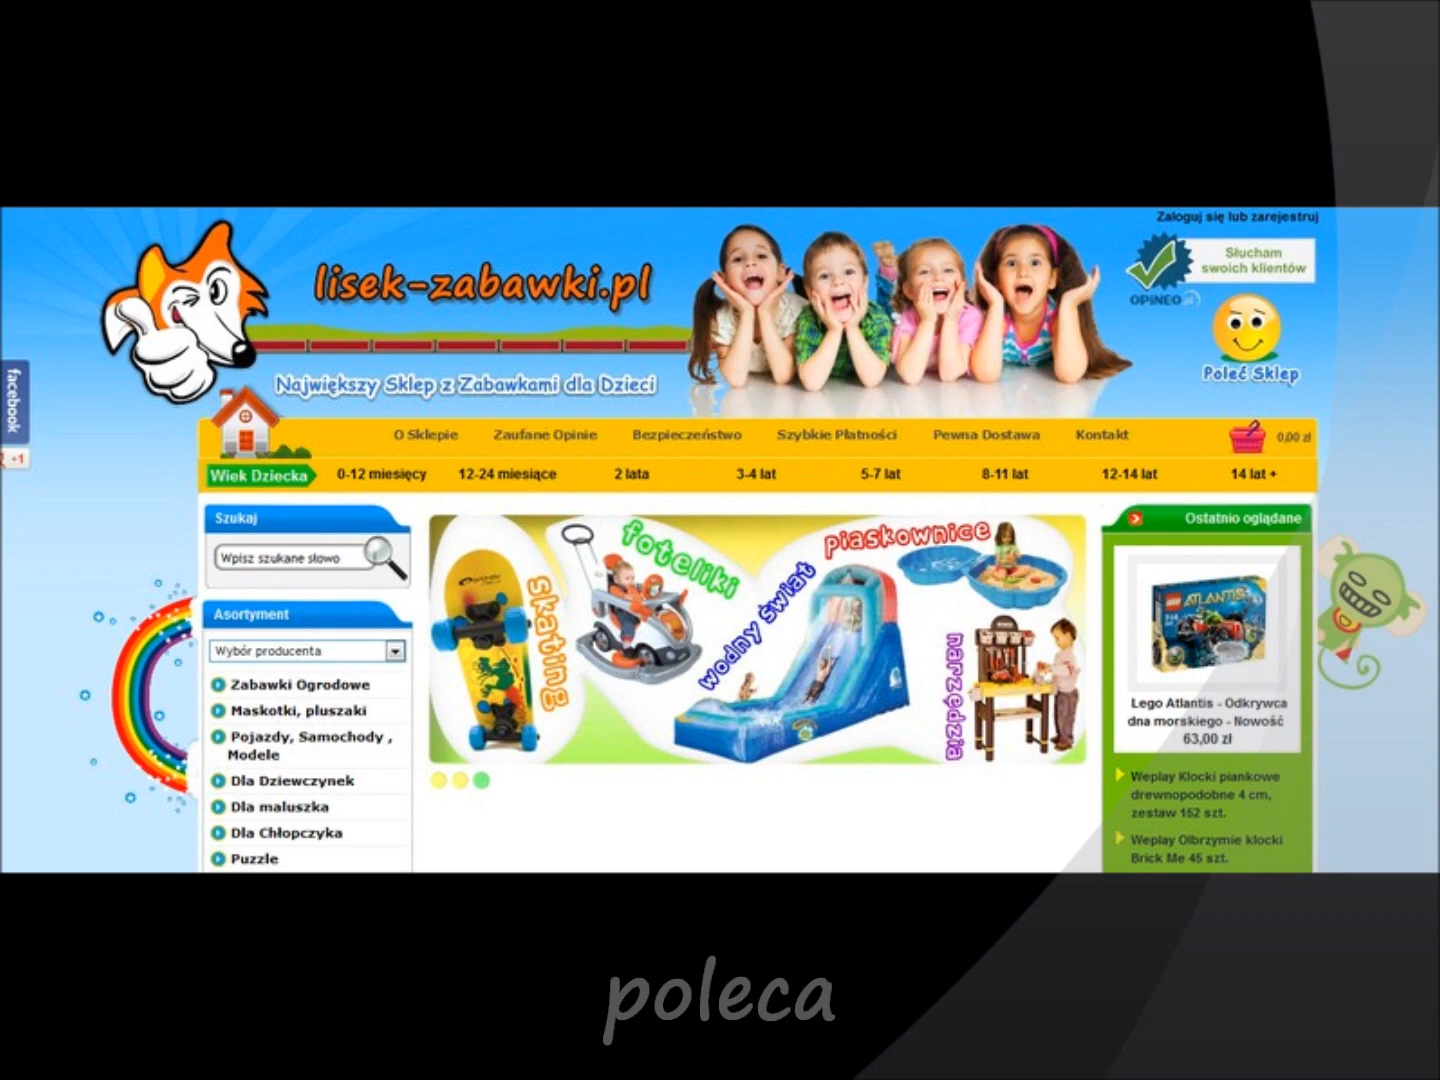 Zaloguj się lub zarejestruj
lisek-zabawki.pl
Słucham
swoich klientów
OPINEO
Największy Sklep z Zabawkami dla Dzieci
Poleć Sklep
facebook
+1
O Sklepie Zaufane Opinie Bezpieczeństwo Szybkie Płatności Pewna Dostawa Kontakt 0,00 zł
Wiek Dziecka 0-12 miesięcy 12-24 miesiące 2 lata 3-4 lat 5-7 lat 8-11 lat 12-14 lat 14 lat +
Szukaj
Wpisz szukane słowo
Asortyment
Wybór producenta
Zabawki Ogrodowe
Maskotki, pluszaki
Pojazdy, Samochody ,
Modele
Dla Dziewczynek
Dla maluszka
Dla Chłopczyka
Puzzle
skating
foteliki
wodny świat
piaskownice
narzędzia
Ostatnio oglądane
LEGO ATLANTIS
Lego Atlantis - Odkrywca
dna morskiego - Nowość
63,00 zł
Weplay Klocki piankowe
drewnopodobne 4 cm,
zestaw 152 szt.
Weplay Olbrzymie klocki
Brick Me 45 szt.
poleca